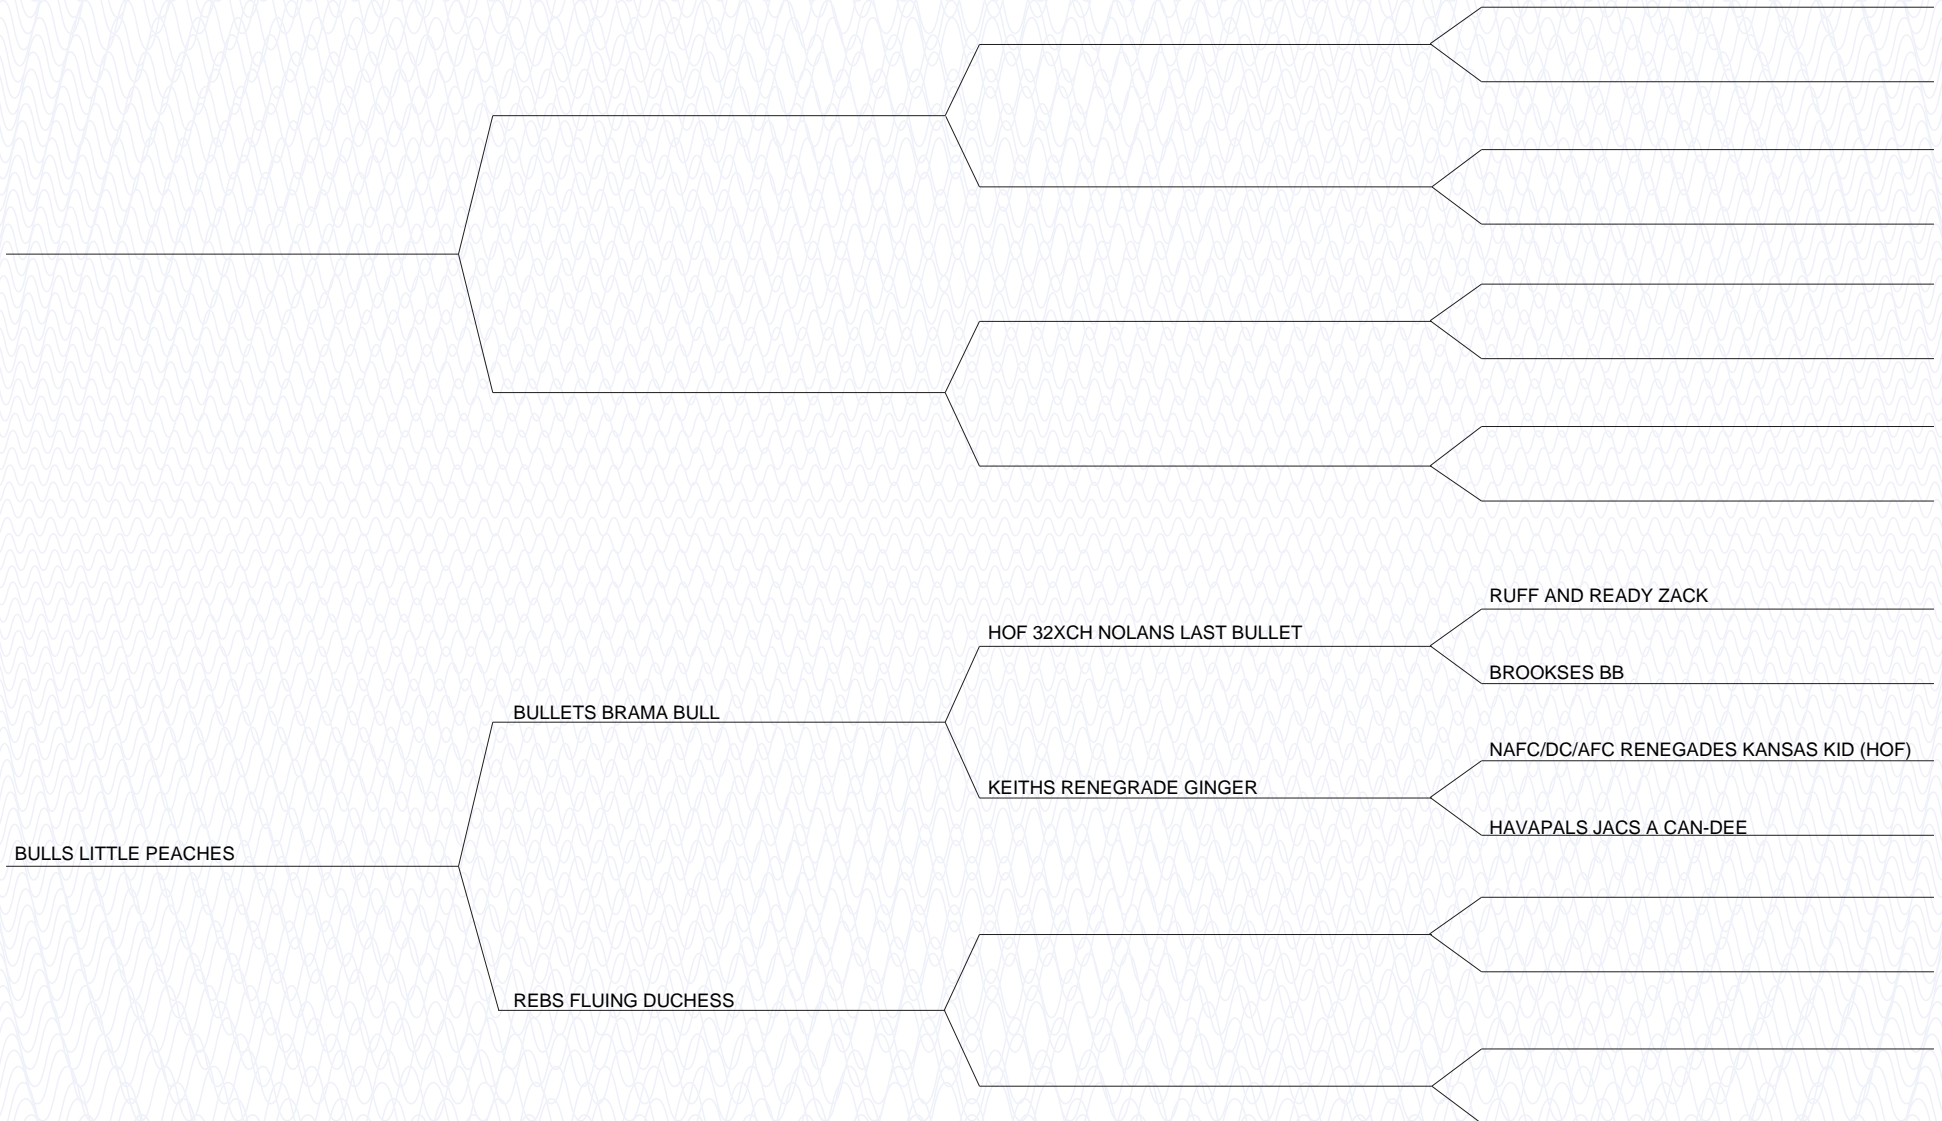 RUFF AND READY ZACK
HOF 32XCH NOLANS LAST BULLET
BROOKSES BB
BULLETS BRAMA BULL
NAFC/DC/AFC RENEGADES KANSAS KID (HOF)
KEITHS RENEGRADE GINGER
HAVAPALS JACS A CAN-DEE
BULLS LITTLE PEACHES
REBS FLUING DUCHESS